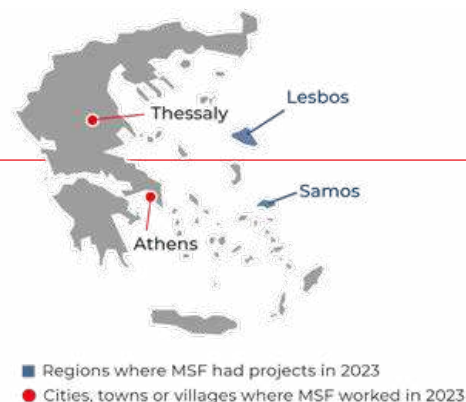 Lesbos
Thessaly
Samos
Athens
Regions where MSF had projects in 2023
Cities, towns or villages where MSF worked in 2023